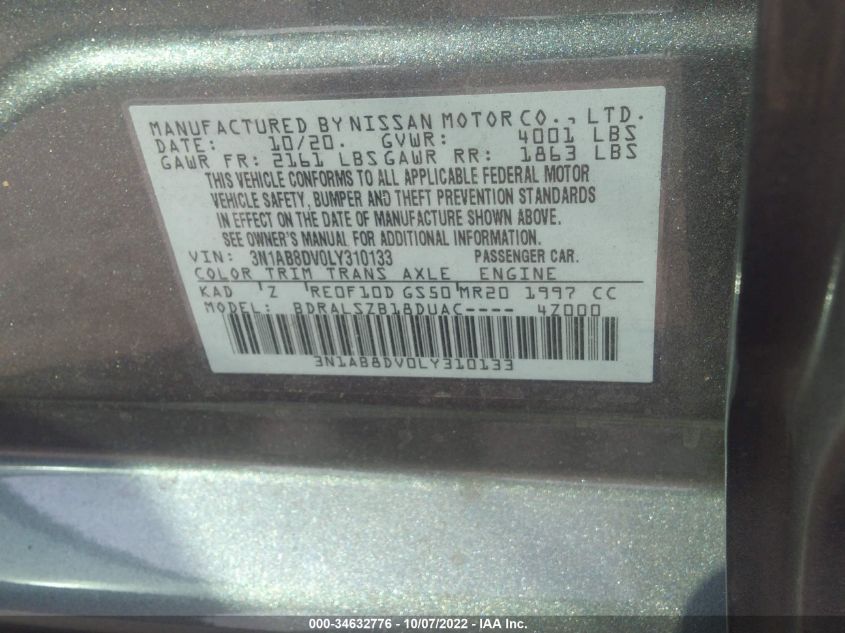 MANUFACTURED BY NISSAN MOTOR CO., LTD.
DATE: 10/20. GVWR: 4001 LBS
GAWR FR: 2161 LBS GAWR RR: 1863 LBS
THIS VEHICLE CONFORMS TO ALL APPLICABLE FEDERAL MOTOR
VEHICLE SAFETY, BUMPER AND THEFT PREVENTION STANDARDS
IN EFFECT ON THE DATE OF MANUFACTURE SHOWN ABOVE.
SEE OWNER'S MANUAL FOR ADDITIONAL INFORMATION.
VIN: 3N1AB8DV0LY310133 PASSENGER CAR.
COLOR TRIM TRANS AXLE ENGINE
KAD Z RE0F10D GS50 MR20 1997 CC
MODEL: BDRALSZB18DUAC---- 4Z000
3N1AB8DV0LY310133
000-34632776 - 10/07/2022 - IAA Inc.